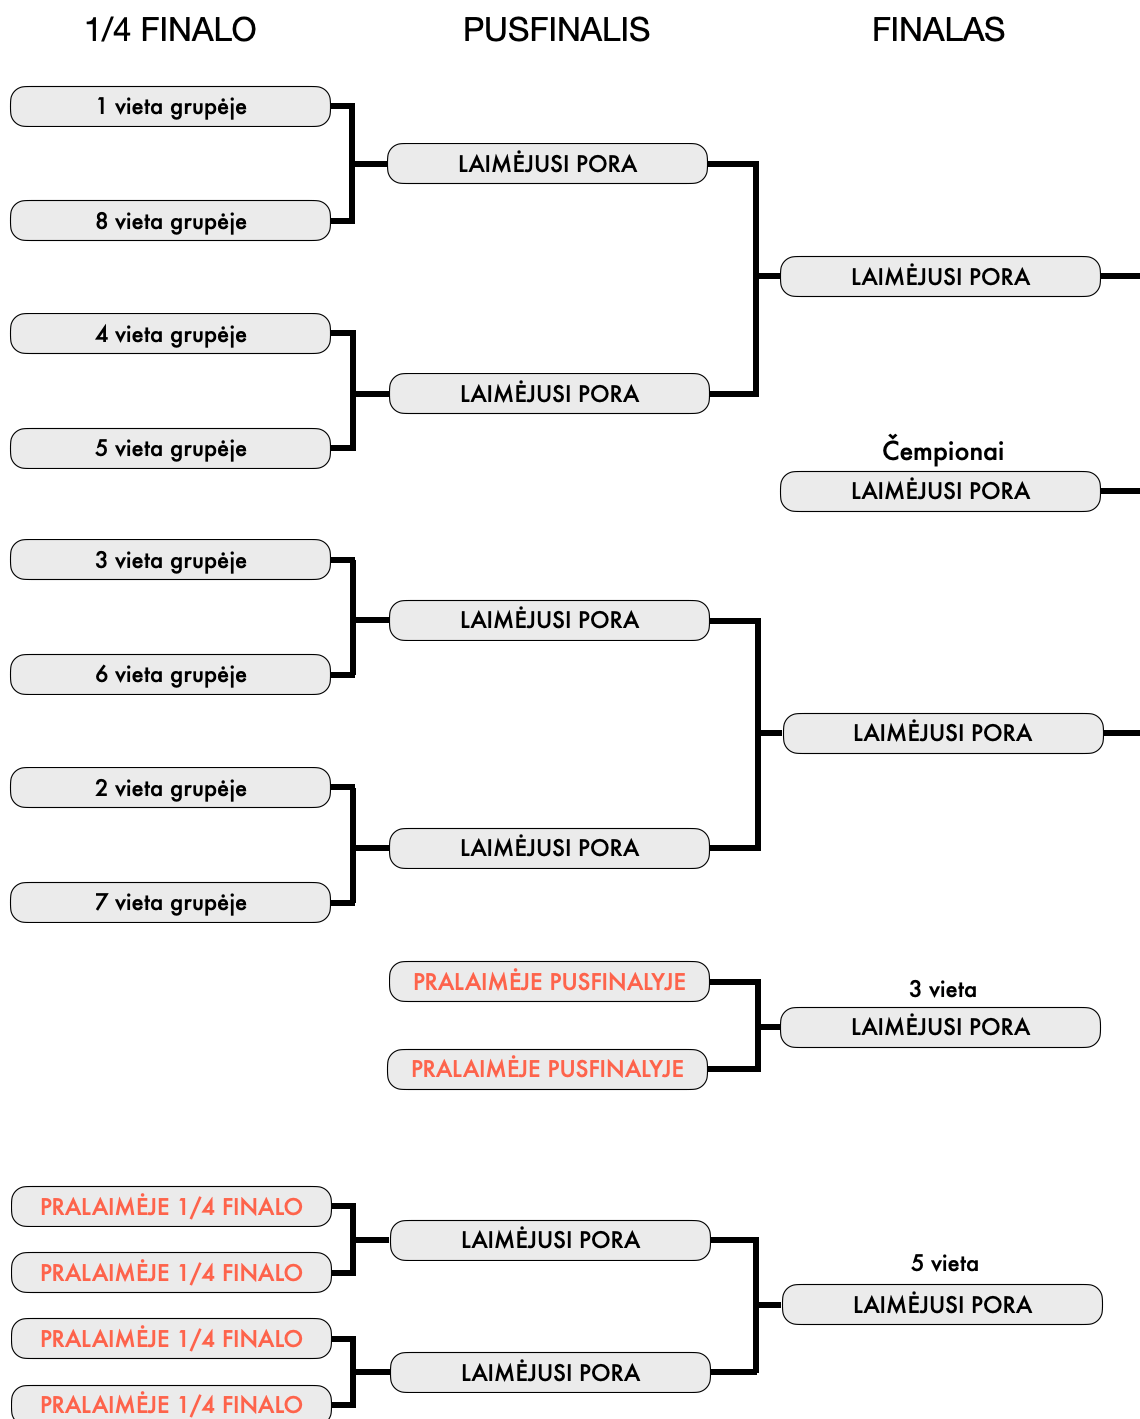 1/4 FINALO
PUSFINALIS
FINALAS
1 vieta grupėje
LAIMĖJUSI PORA
8 vieta grupėje
LAIMĖJUSI PORA
4 vieta grupėje
LAIMĖJUSI PORA
5 vieta grupėje
Čempionai
LAIMĖJUSI PORA
3 vieta grupėje
LAIMĖJUSI PORA
6 vieta grupėje
LAIMĖJUSI PORA
2 vieta grupėje
LAIMĖJUSI PORA
7 vieta grupėje
PRALAIMĖJE PUSFINALYJE
3 vieta
LAIMĖJUSI PORA
PRALAIMĖJE PUSFINALYJE
PRALAIMĖJE 1/4 FINALO
LAIMĖJUSI PORA
PRALAIMĖJE 1/4 FINALO
5 vieta
LAIMĖJUSI PORA
PRALAIMĖJE 1/4 FINALO
LAIMĖJUSI PORA
PRALAIMĖJE 1/4 FINALO